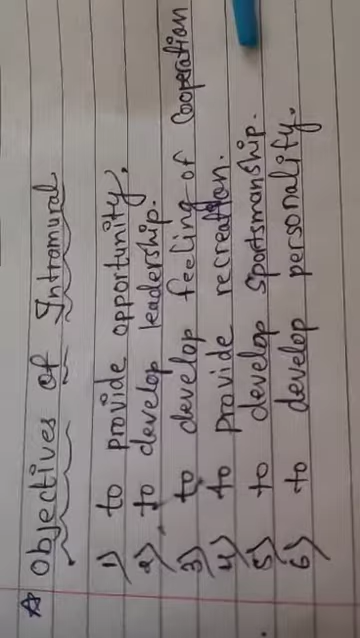 ☆ Objectives of Intramural
1) to provide opportunity.
2) to develop leadership.
3) to develop feeling of Cooperation
4) to provide recreation.
5) to develop sportsmanship.
6) to develop personality.